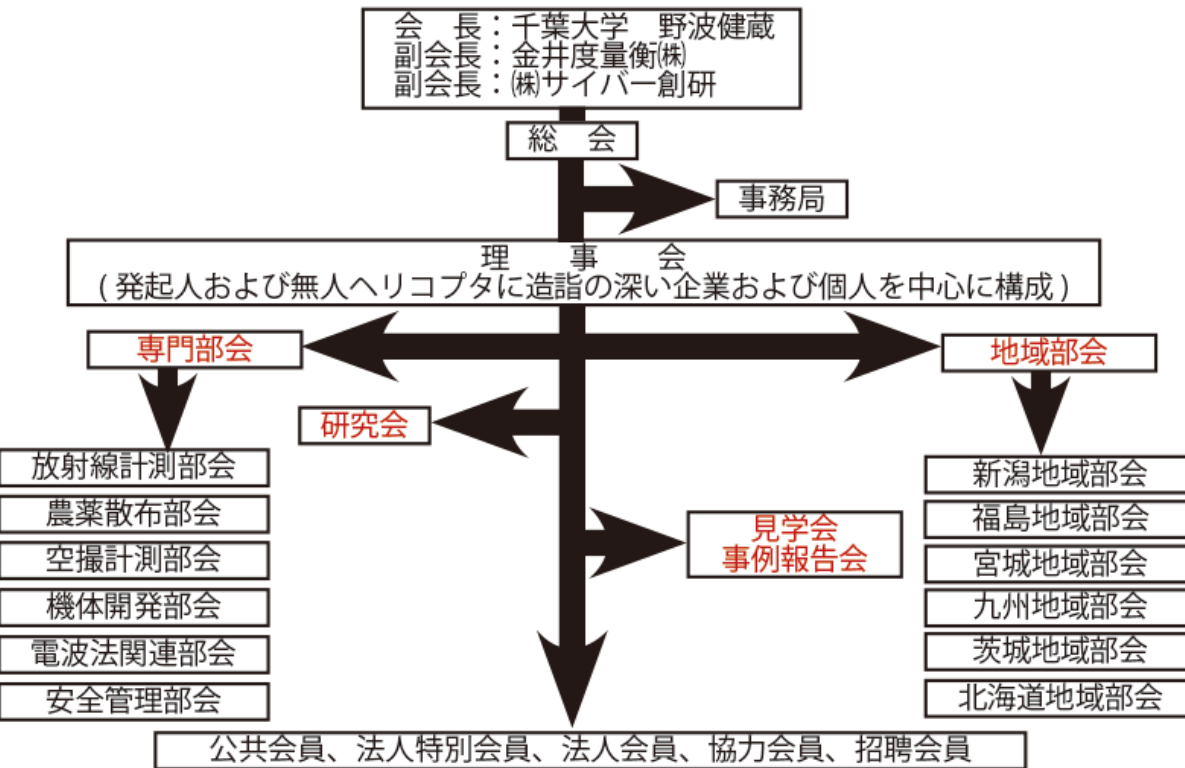 会　長：千葉大学　野波健蔵
副会長：金井度量衡㈱
副会長：㈱サイバー創研
総　会
事務局
理　事　会
( 発起人および無人ヘリコプタに造詣の深い企業および個人を中心に構成 )
専門部会
地域部会
研究会
放射線計測部会
農薬散布部会
空撮計測部会
機体開発部会
電波法関連部会
安全管理部会
見学会
事例報告会
新潟地域部会
福島地域部会
宮城地域部会
九州地域部会
茨城地域部会
北海道地域部会
公共会員、法人特別会員、法人会員、協力会員、招聘会員